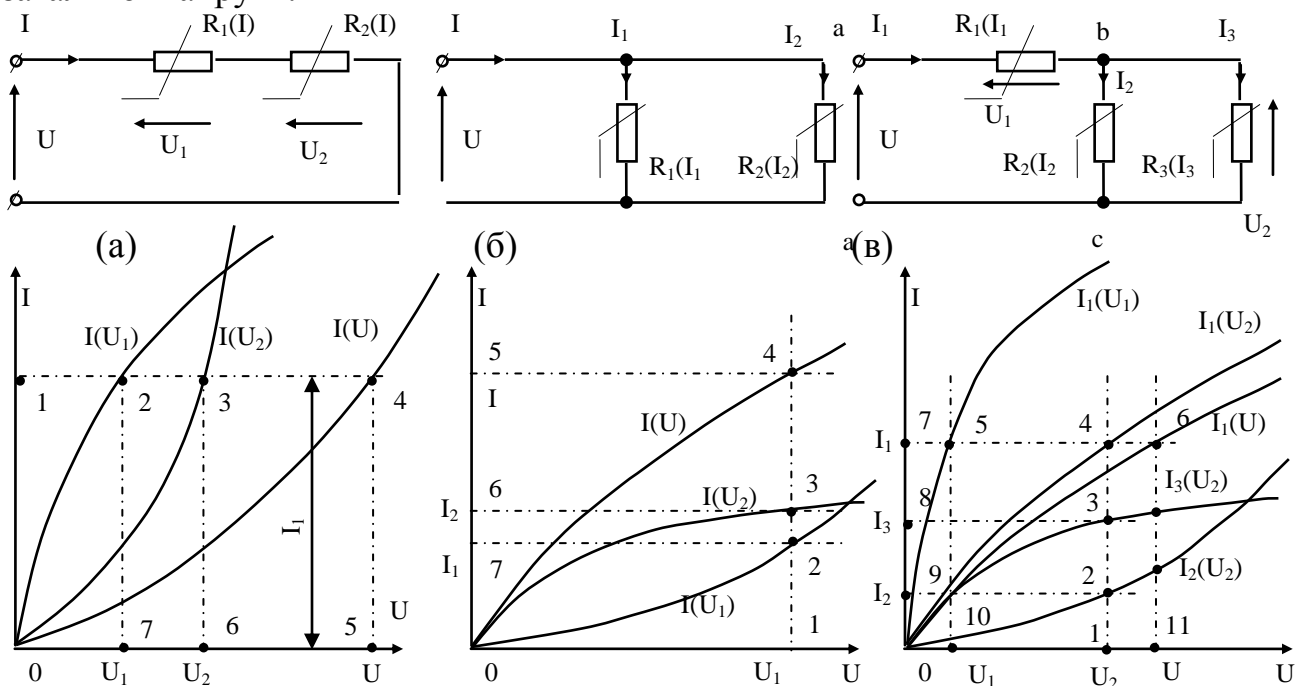 I R₁(I) R₂(I) I I₁ I₂ a I₁ R₁(I₁ b I₃
U U₁ U₂ U R₁(I₁ R₂(I₂) U U₁ I₂ R₂(I₂ R₃(I₃ U₂
(а) (б) a(в) c
I I(U₁) I(U₂) I(U)
1 2 3 4
I₁
U
7 6 5
0 U₁ U₂ U
I
5 4
I
I(U)
6 I(U₂) 3
I₂
I₁ 7 2
I(U₁)
1
0 U₁ U
I I₁(U₁) I₁(U₂)
7 5 4 6 I₁(U)
I₁
8 3 I₃(U₂)
I₃
9 2 I₂(U₂)
I₂
10 1 11
0 U₁ U₂ U U